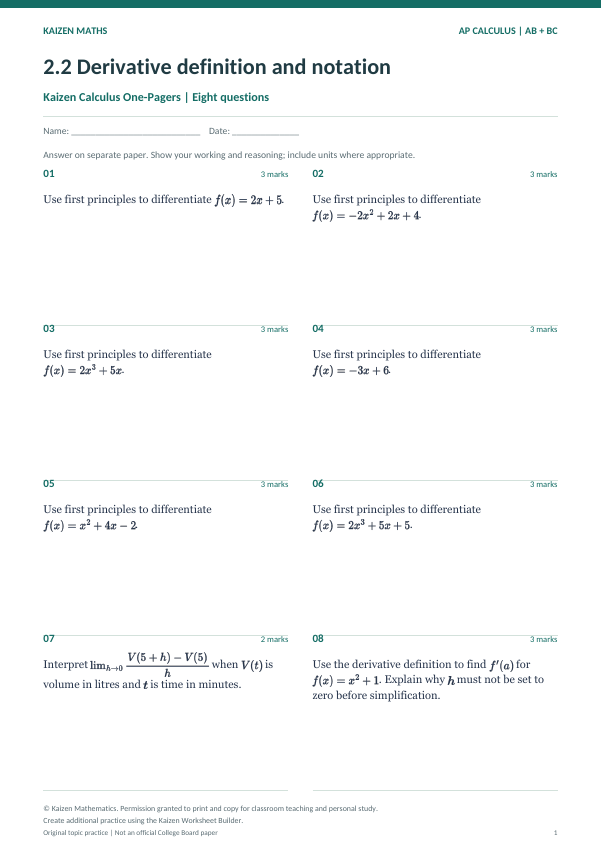 KAIZEN MATHS
AP CALCULUS | AB + BC
2.2 Derivative definition and notation
Kaizen Calculus One-Pagers | Eight questions
Name: ____________________________ Date: ______________
Answer on separate paper. Show your working and reasoning; include units where appropriate.
01 3 marks
Use first principles to differentiate f(x) = 2x + 5.
02 3 marks
Use first principles to differentiate
f(x) = −2x² + 2x + 4.
03 3 marks
Use first principles to differentiate
f(x) = 2x³ + 5x.
04 3 marks
Use first principles to differentiate
f(x) = −3x + 6.
05 3 marks
Use first principles to differentiate
f(x) = x² + 4x − 2.
06 3 marks
Use first principles to differentiate
f(x) = 2x³ + 5x + 5.
07 2 marks
Interpret lim_{h→0} (V(5 + h) − V(5))/h when V(t) is
volume in litres and t is time in minutes.
08 3 marks
Use the derivative definition to find f′(a) for
f(x) = x² + 1. Explain why h must not be set to
zero before simplification.
© Kaizen Mathematics. Permission granted to print and copy for classroom teaching and personal study.
Create additional practice using the Kaizen Worksheet Builder.
Original topic practice | Not an official College Board paper
1